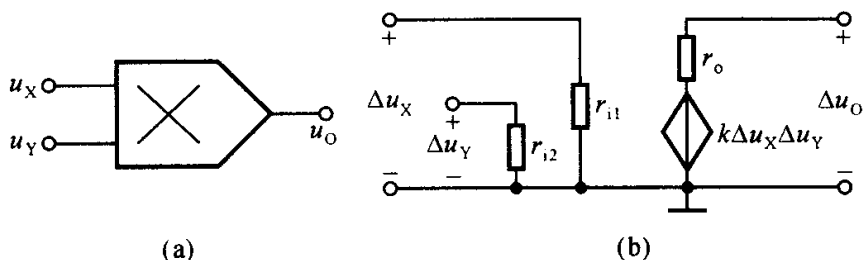 u_X
u_Y
u_O
(a)
+
Δu_X
−
+
Δu_Y
−
r_i2
r_i1
r_o
kΔu_XΔu_Y
+
Δu_O
−
(b)